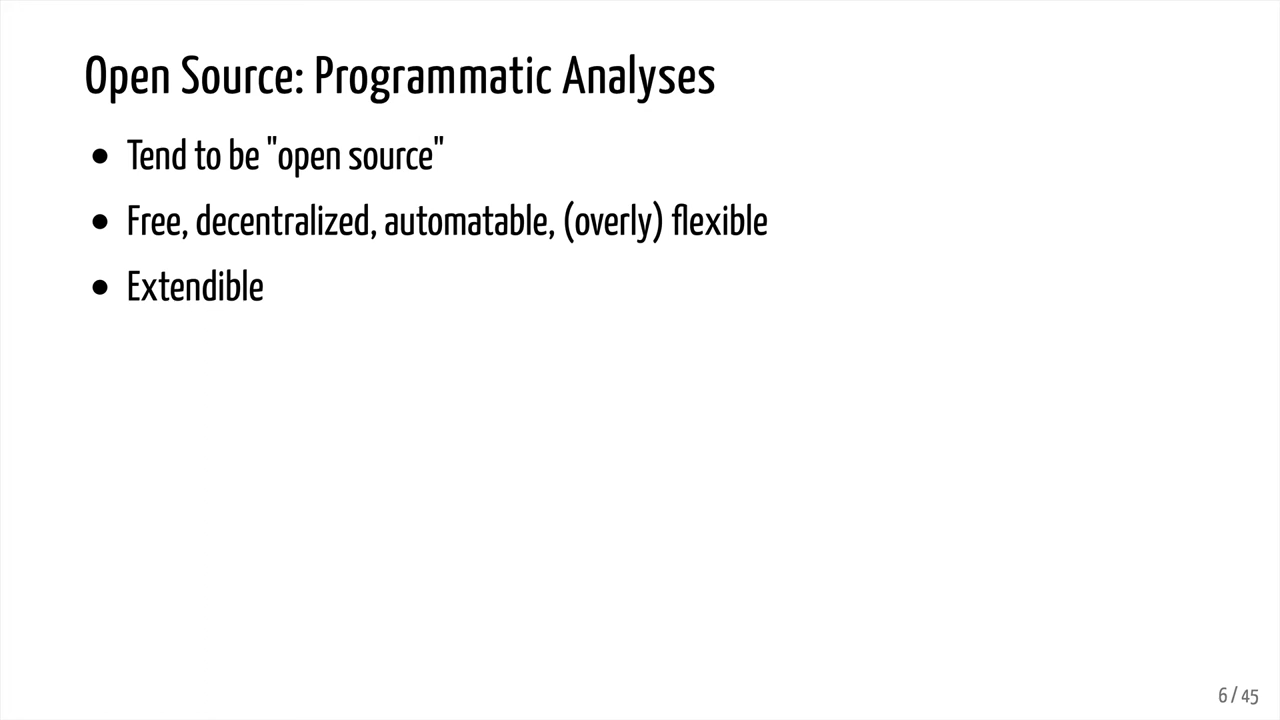 Open Source: Programmatic Analyses
• Tend to be "open source"
• Free, decentralized, automatable, (overly) flexible
• Extendible
6 / 45